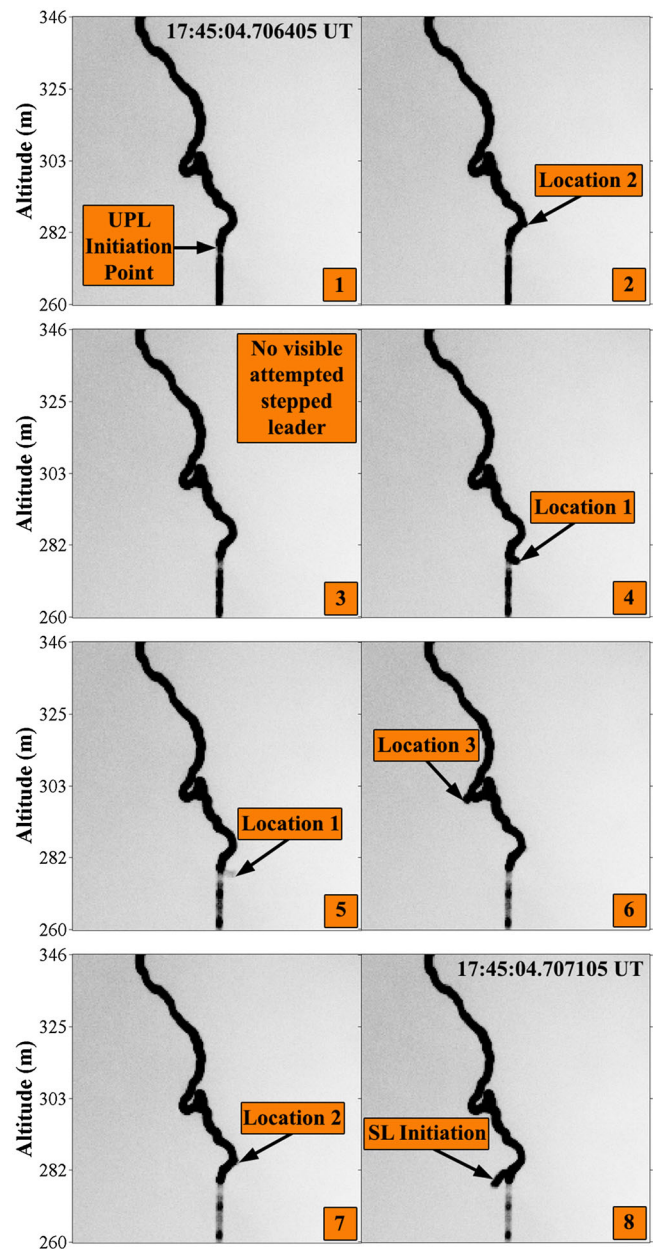 346
17:45:04.706405 UT
325
303
282
260
Altitude (m)
UPL
Initiation
Point
1
Location 2
2
346
325
303
282
260
Altitude (m)
No visible
attempted
stepped
leader
3
Location 1
4
346
325
303
282
260
Altitude (m)
Location 1
5
Location 3
6
346
325
303
282
260
Altitude (m)
Location 2
7
17:45:04.707105 UT
SL Initiation
8